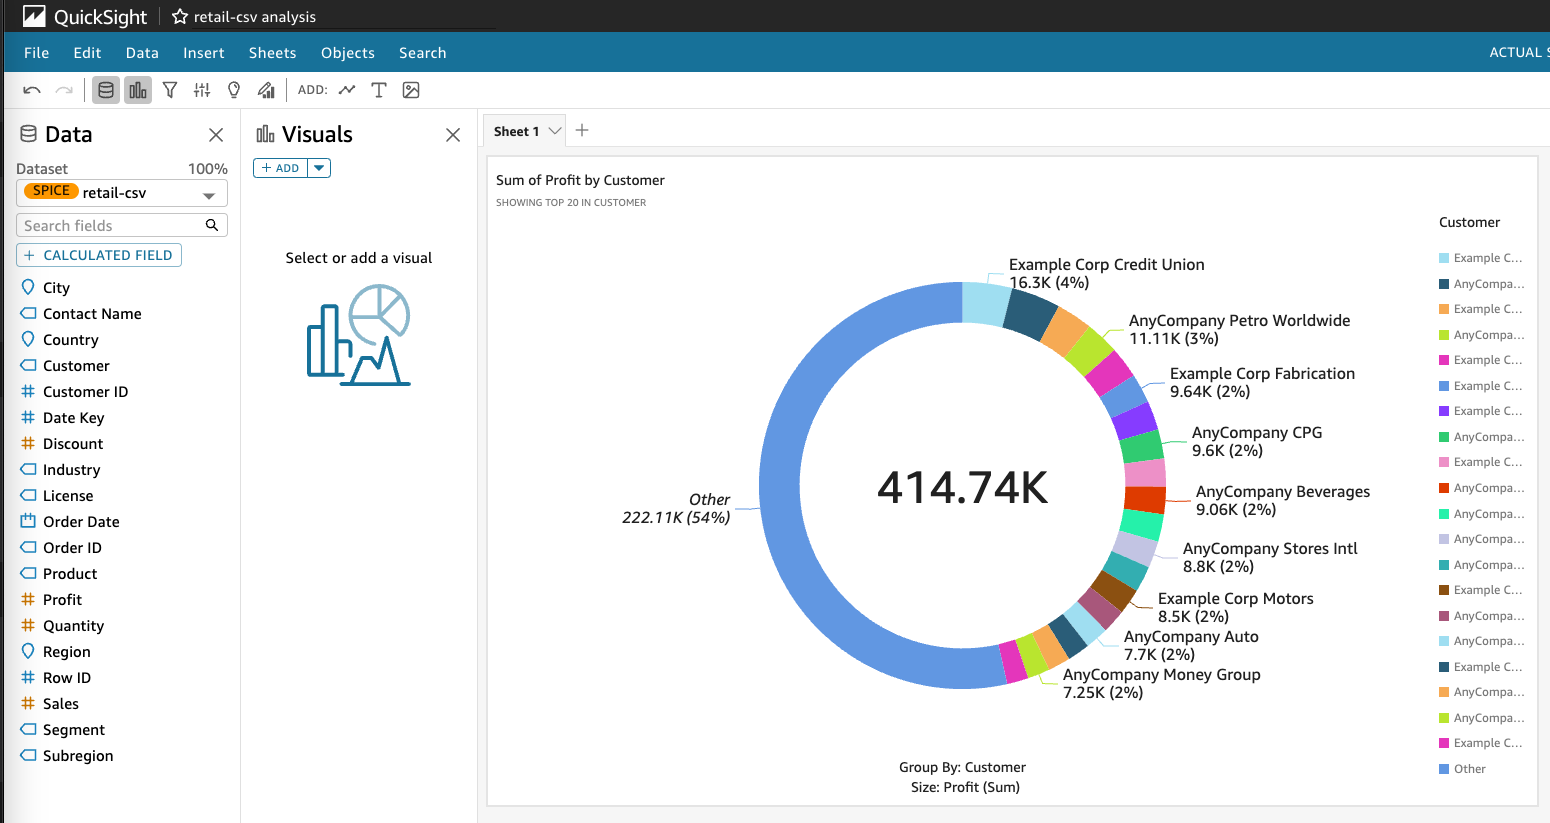 QuickSight
retail-csv analysis
File Edit Data Insert Sheets Objects Search
ACTUAL
ADD:
Data
Dataset 100%
SPICE retail-csv
Search fields
+ CALCULATED FIELD
City
Contact Name
Country
Customer
Customer ID
Date Key
Discount
Industry
License
Order Date
Order ID
Product
Profit
Quantity
Region
Row ID
Sales
Segment
Subregion
Visuals
+ ADD
Select or add a visual
Sheet 1
Sum of Profit by Customer
SHOWING TOP 20 IN CUSTOMER
Example Corp Credit Union
16.3K (4%)
AnyCompany Petro Worldwide
11.11K (3%)
Example Corp Fabrication
9.64K (2%)
AnyCompany CPG
9.6K (2%)
AnyCompany Beverages
9.06K (2%)
AnyCompany Stores Intl
8.8K (2%)
Example Corp Motors
8.5K (2%)
AnyCompany Auto
7.7K (2%)
AnyCompany Money Group
7.25K (2%)
Other
222.11K (54%)
414.74K
Group By: Customer
Size: Profit (Sum)
Customer
Example C...
AnyCompa...
Example C...
AnyCompa...
Example C...
Example C...
Example C...
AnyCompa...
Example C...
AnyCompa...
AnyCompa...
AnyCompa...
AnyCompa...
Example C...
AnyCompa...
AnyCompa...
Example C...
AnyCompa...
AnyCompa...
Example C...
Other